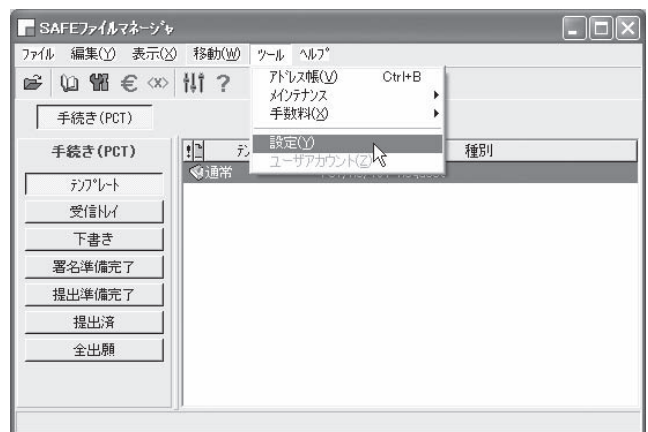 SAFEファイルマネージャ
ファイル 編集(Y) 表示(X) 移動(W) ツール ヘルプ
アドレス帳(V) Ctrl+B
メインテナンス
手数料(X)
設定(Y)
ユーザアカウント(Z)
手続き(PCT)
手続き(PCT)
テンプレート
受信トレイ
下書き
署名準備完了
提出準備完了
提出済
全出願
種別
通常